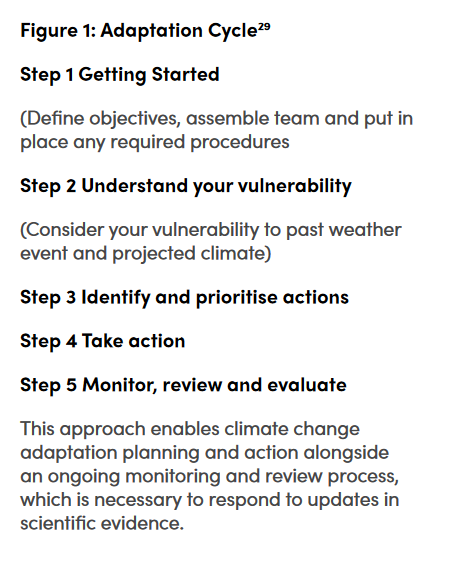 Figure 1: Adaptation Cycle²⁹
Step 1 Getting Started
(Define objectives, assemble team and put in
place any required procedures
Step 2 Understand your vulnerability
(Consider your vulnerability to past weather
event and projected climate)
Step 3 Identify and prioritise actions
Step 4 Take action
Step 5 Monitor, review and evaluate
This approach enables climate change
adaptation planning and action alongside
an ongoing monitoring and review process,
which is necessary to respond to updates in
scientific evidence.